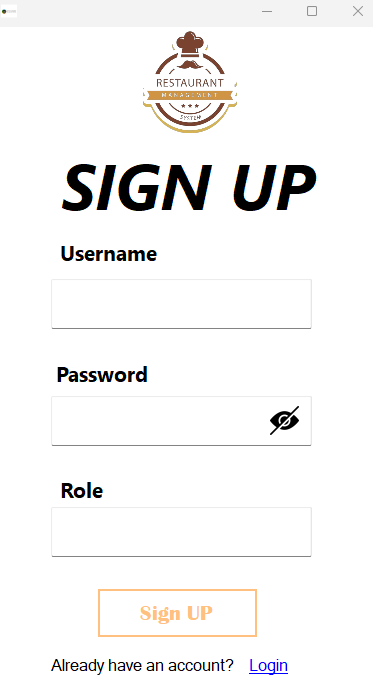 RESTAURANT
MANAGEMENT
SYSTEM
SIGN UP
Username
Password
Role
Sign UP
Already have an account? Login